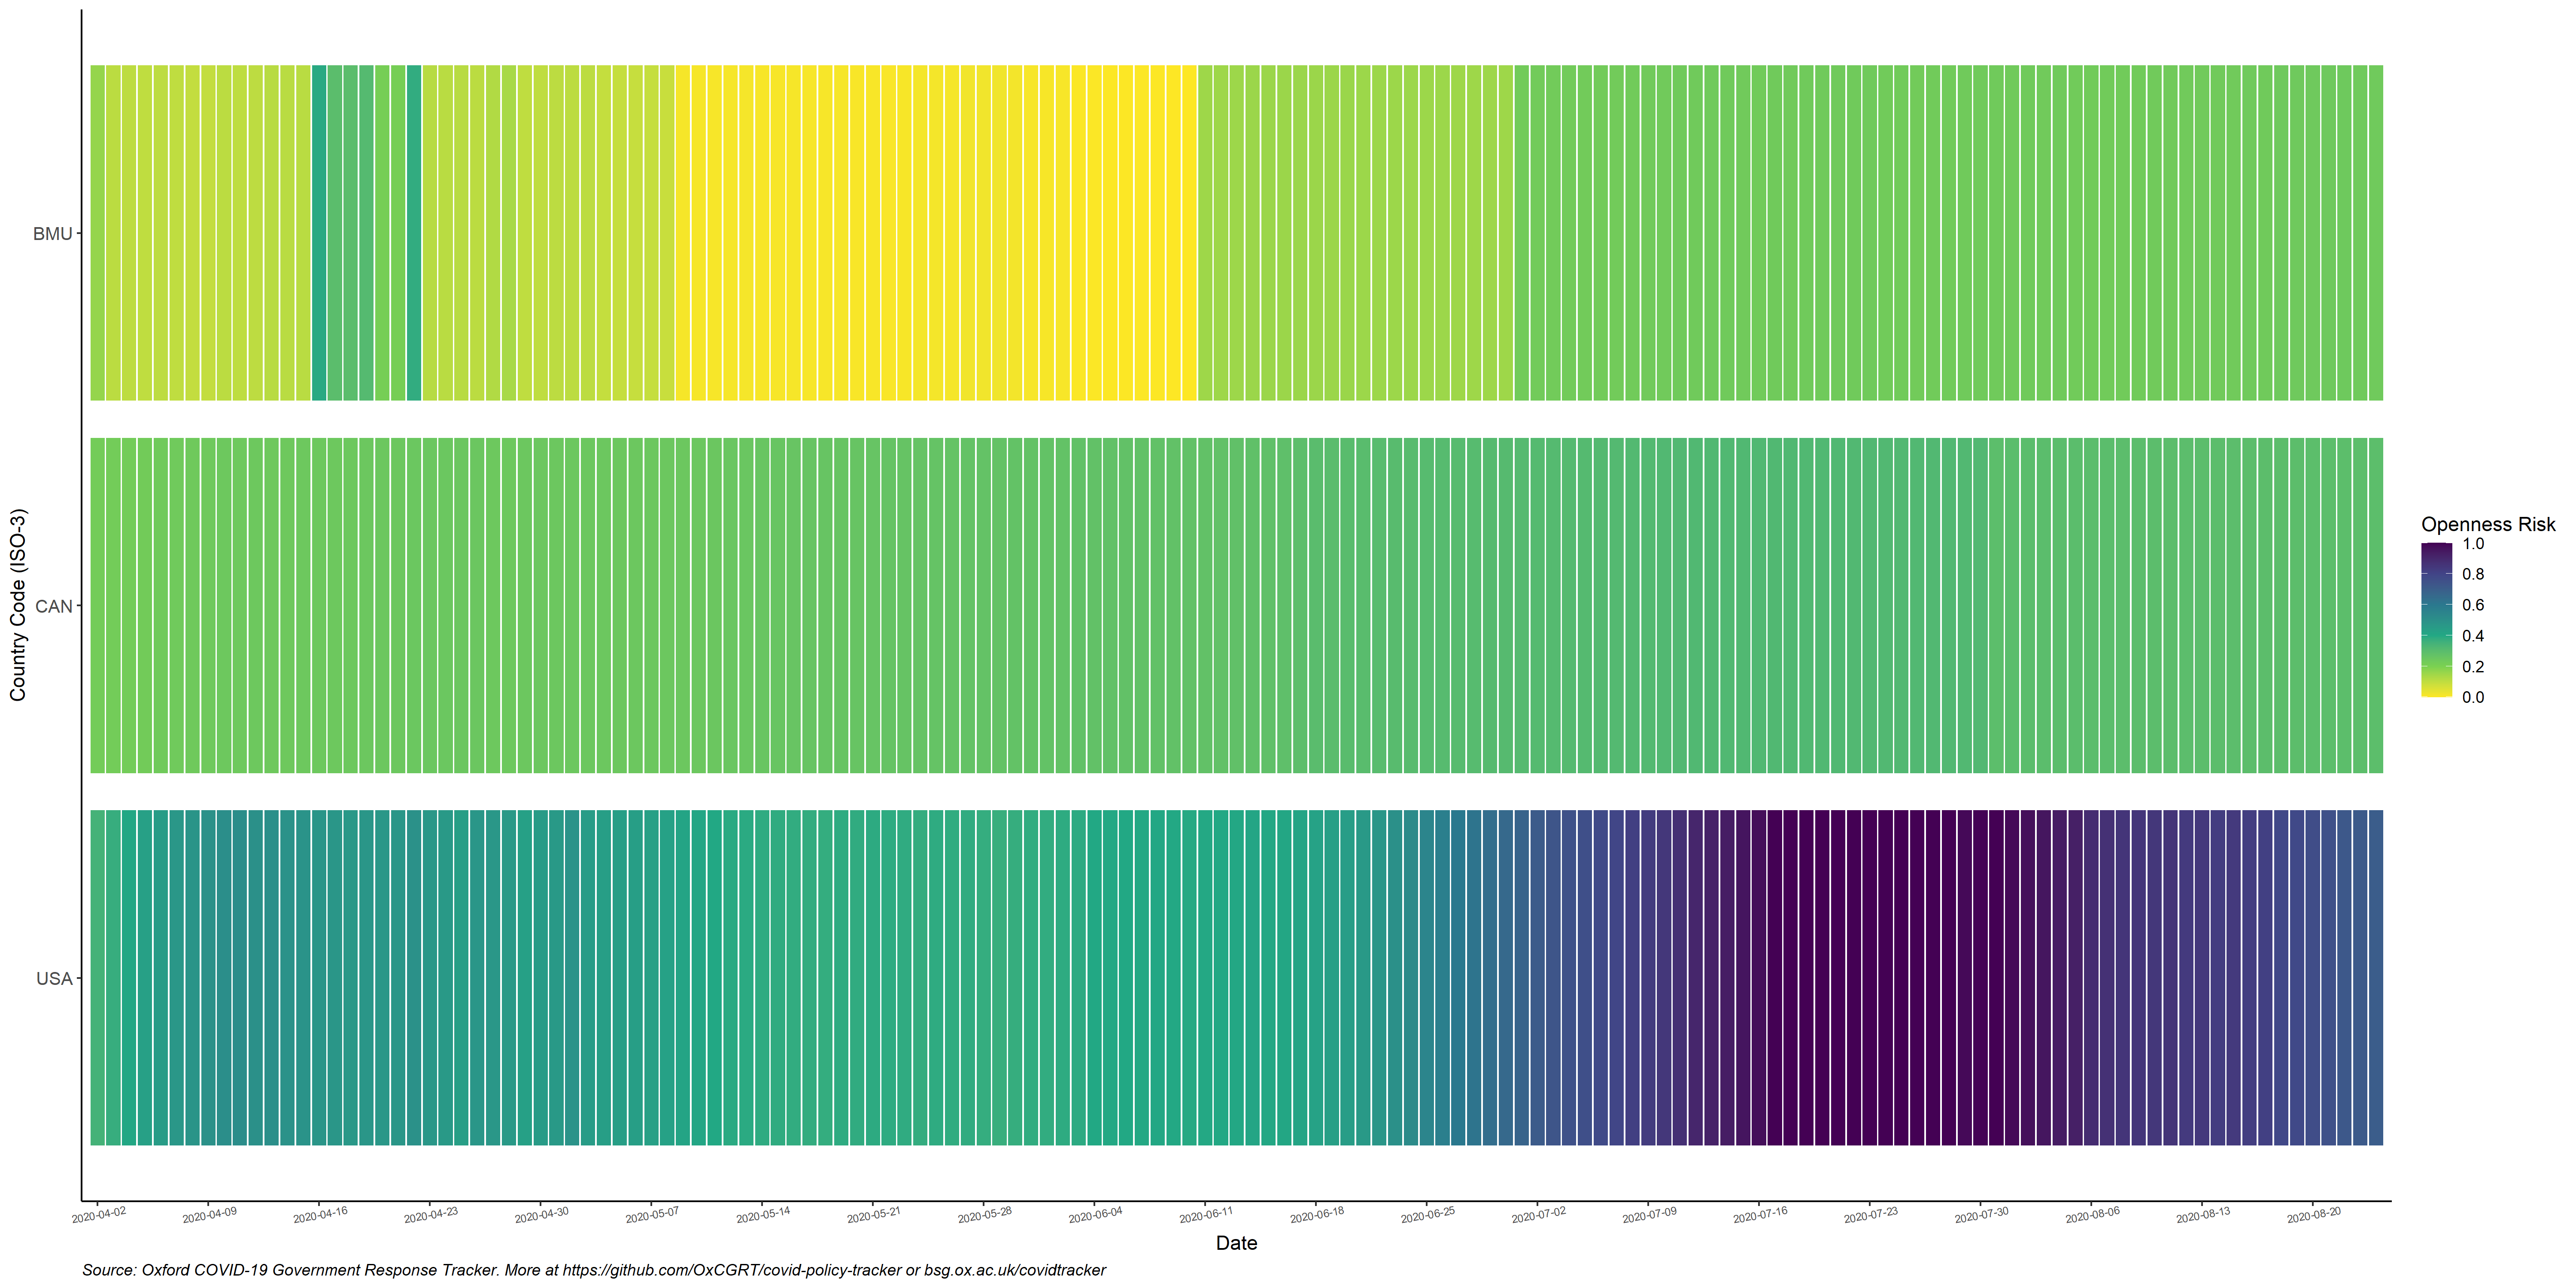 BMU
CAN
USA
Country Code (ISO-3)
2020-04-02 2020-04-09 2020-04-16 2020-04-23 2020-04-30 2020-05-07 2020-05-14 2020-05-21 2020-05-28 2020-06-04 2020-06-11 2020-06-18 2020-06-25 2020-07-02 2020-07-09 2020-07-16 2020-07-23 2020-07-30 2020-08-06 2020-08-13 2020-08-20
Date
Openness Risk
1.0
0.8
0.6
0.4
0.2
0.0
Source: Oxford COVID-19 Government Response Tracker. More at https://github.com/OxCGRT/covid-policy-tracker or bsg.ox.ac.uk/covidtracker